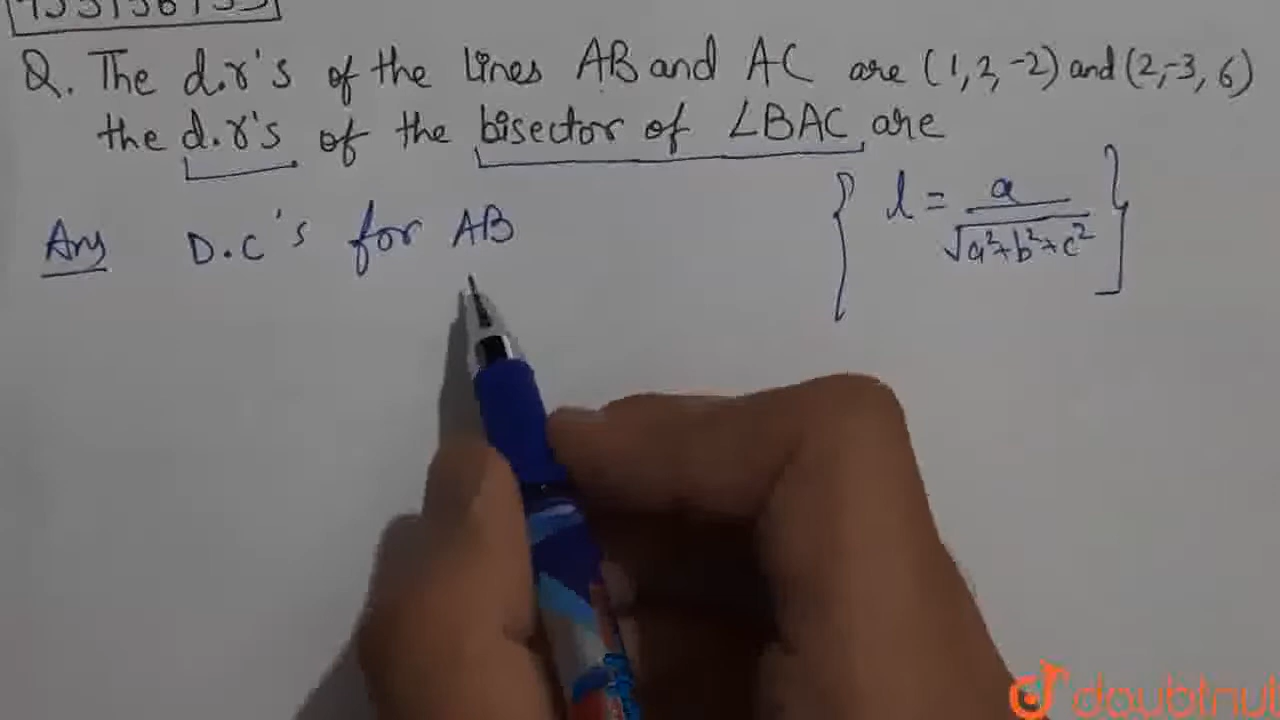 Q. The d.r's of the lines AB and AC are (1, 2, -2) and (2, -3, 6)
the d.r's of the bisector of ∠BAC are
Ans D.C's for AB
{ l = a / √a²+b²+c² }
doubtnut